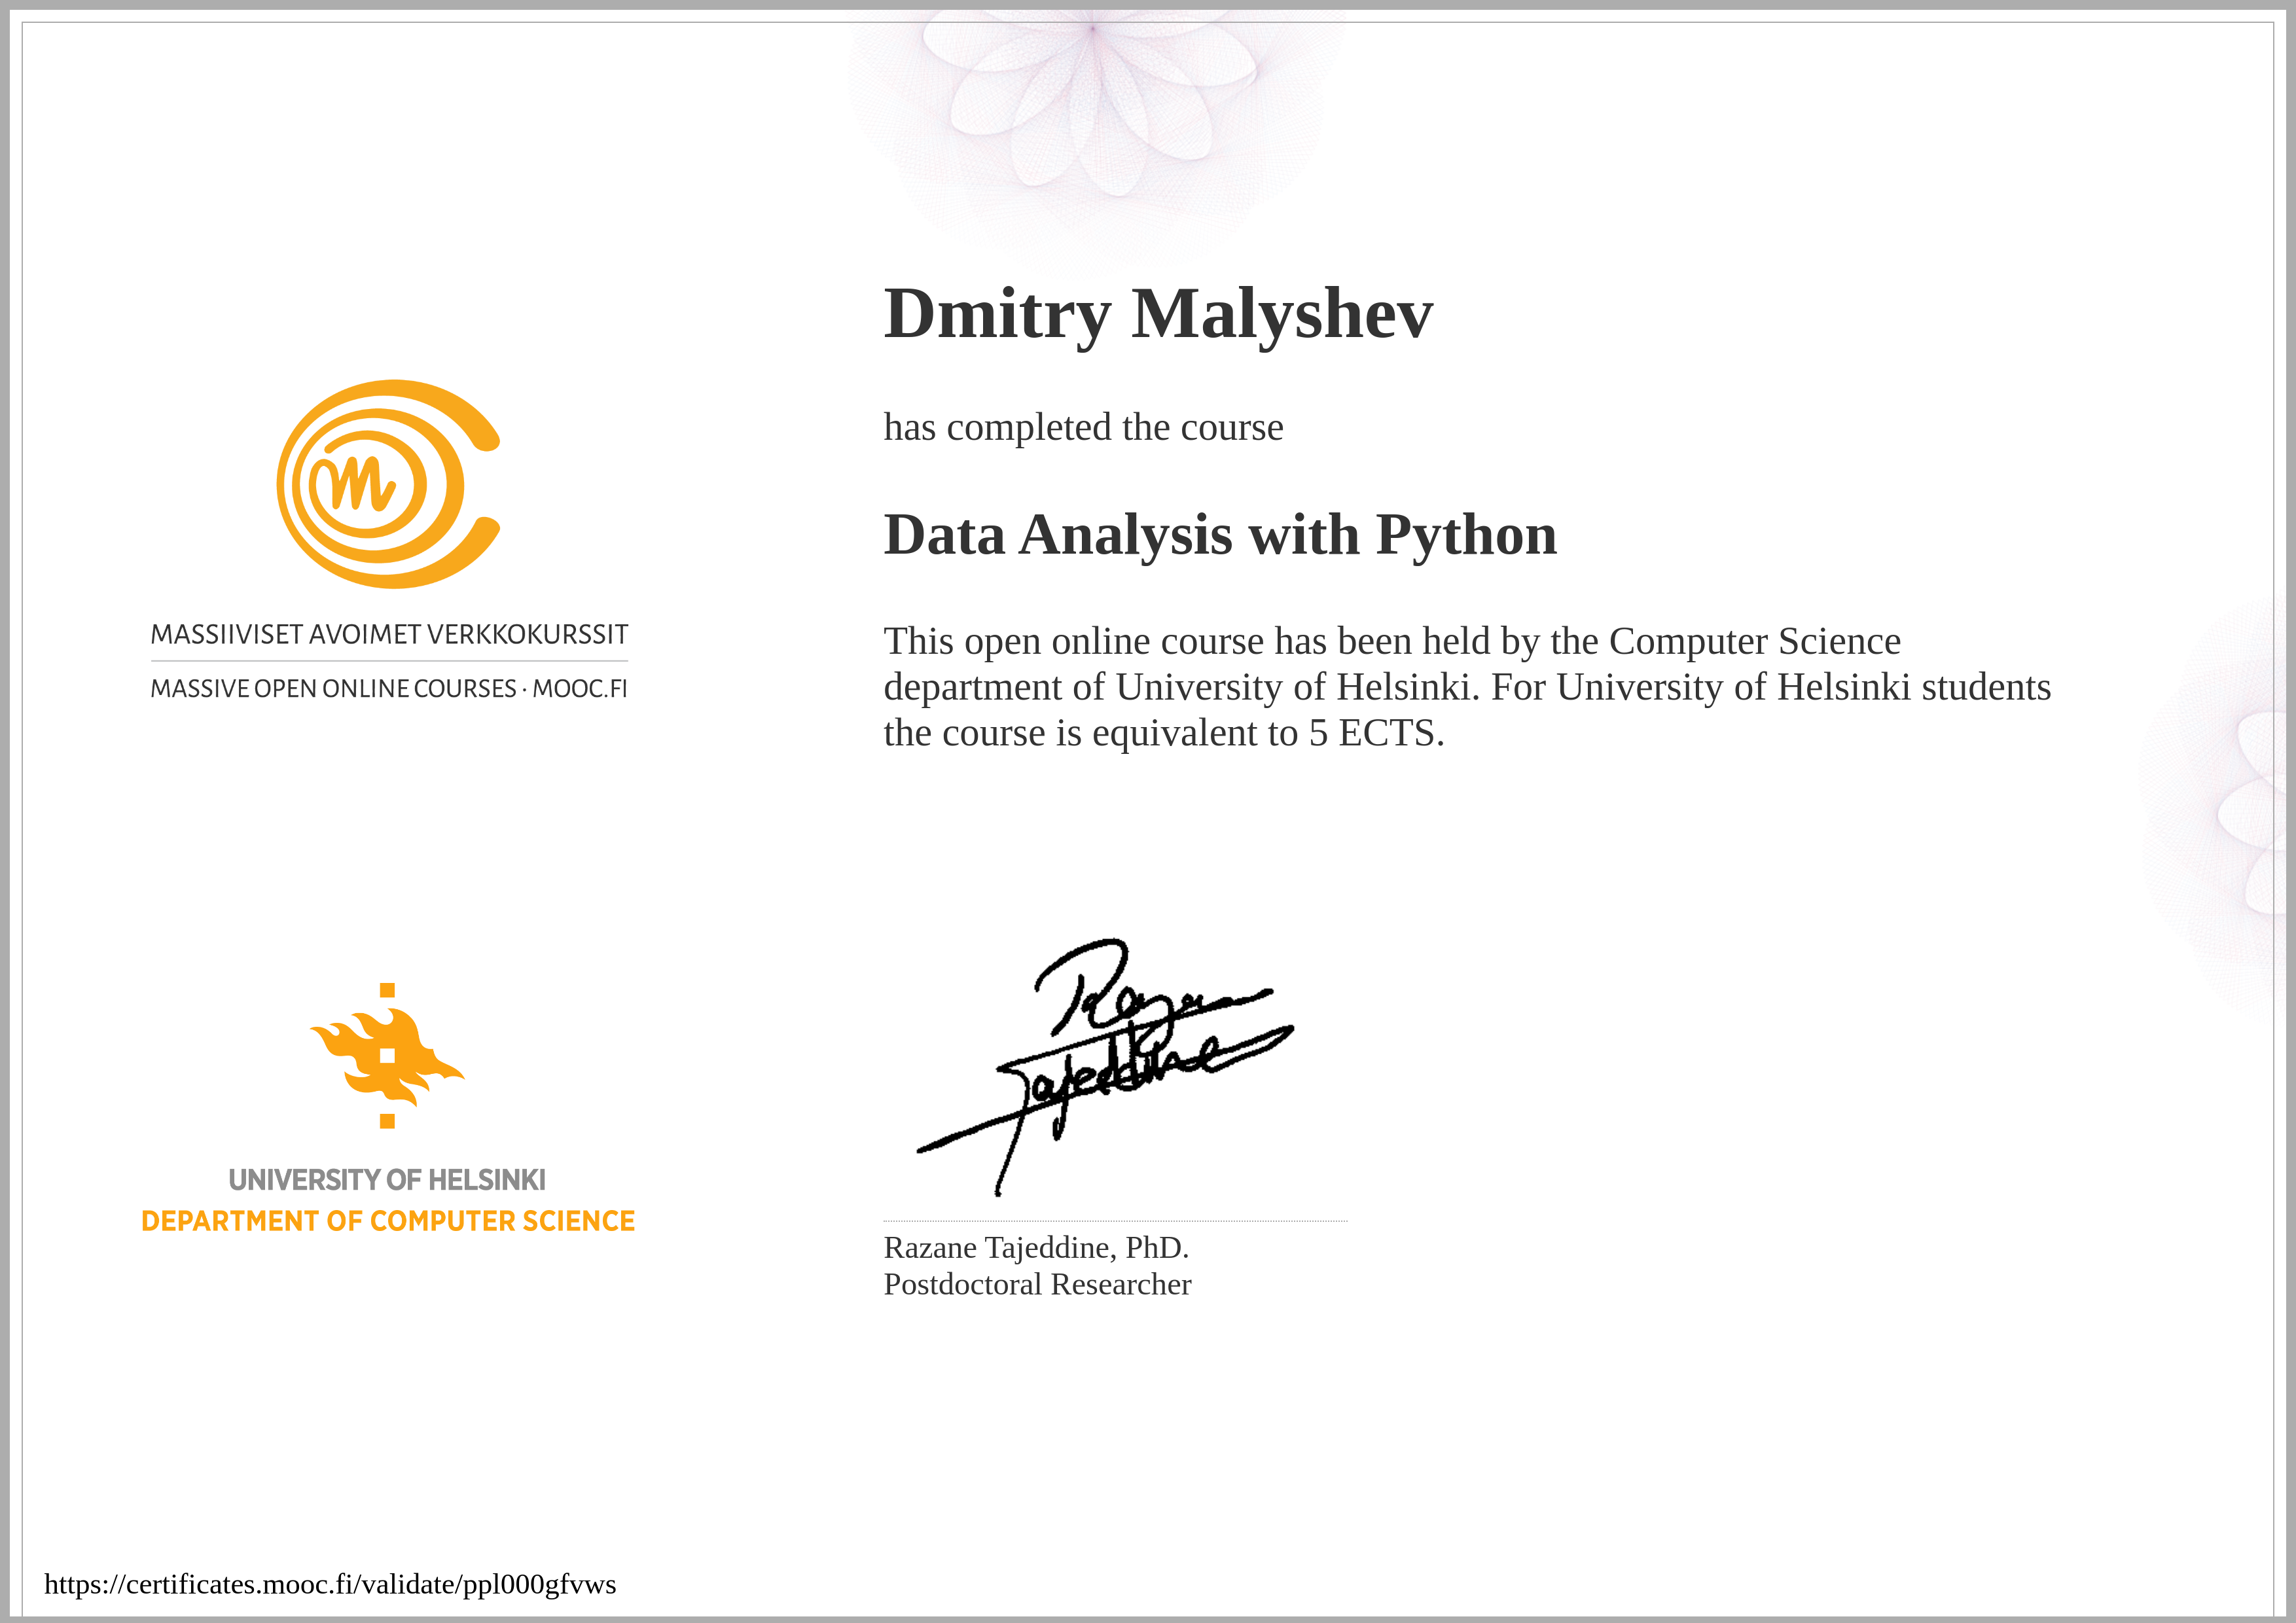 Dmitry Malyshev
has completed the course
Data Analysis with Python
This open online course has been held by the Computer Science
department of University of Helsinki. For University of Helsinki students
the course is equivalent to 5 ECTS.
m
MASSIIVISET AVOIMET VERKKOKURSSIT
MASSIVE OPEN ONLINE COURSES · MOOC.FI
UNIVERSITY OF HELSINKI
DEPARTMENT OF COMPUTER SCIENCE
Razane
Tajeddine
Razane Tajeddine, PhD.
Postdoctoral Researcher
https://certificates.mooc.fi/validate/ppl000gfvws